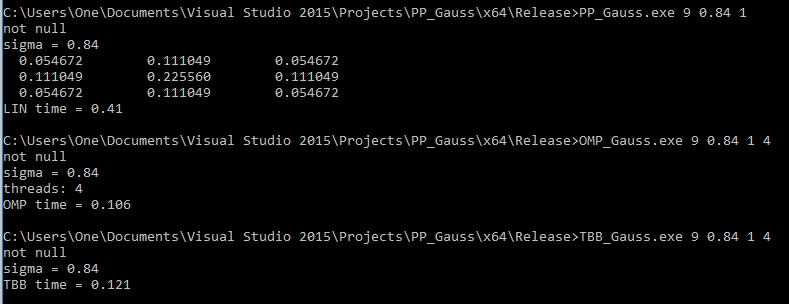 C:\Users\One\Documents\Visual Studio 2015\Projects\PP_Gauss\x64\Release>PP_Gauss.exe 9 0.84 1
not null
sigma = 0.84
0.054672 0.111049 0.054672
0.111049 0.225560 0.111049
0.054672 0.111049 0.054672
LIN time = 0.41
C:\Users\One\Documents\Visual Studio 2015\Projects\PP_Gauss\x64\Release>OMP_Gauss.exe 9 0.84 1 4
not null
sigma = 0.84
threads: 4
OMP time = 0.106
C:\Users\One\Documents\Visual Studio 2015\Projects\PP_Gauss\x64\Release>TBB_Gauss.exe 9 0.84 1 4
not null
sigma = 0.84
TBB time = 0.121